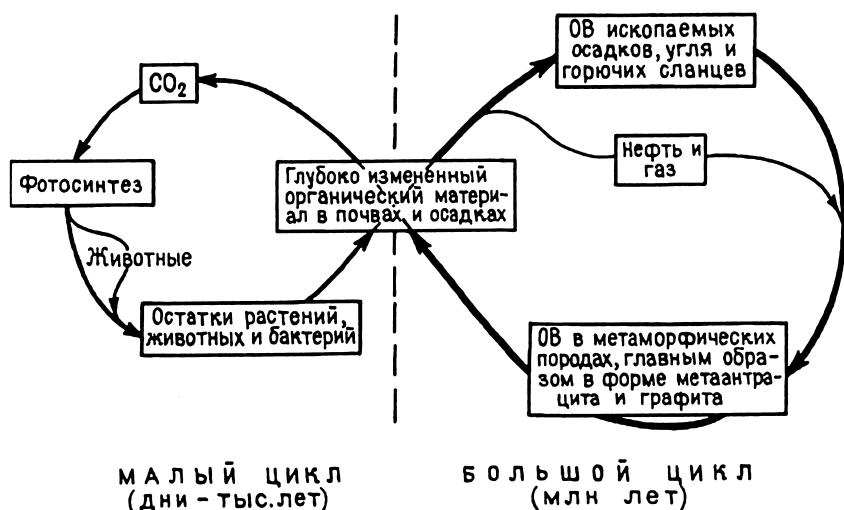 CO₂
Фотосинтез
Животные
Остатки растений,
животных и бактерий
Глубоко изменённый
органический матери-
ал в почвах и осадках
ОВ ископаемых
осадков, угля и
горючих сланцев
Нефть и
газ
ОВ в метаморфических
породах, главным обра-
зом в форме метаантра-
цита и графита
МАЛЫЙ ЦИКЛ
(дни – тыс. лет)
БОЛЬШОЙ ЦИКЛ
(млн лет)